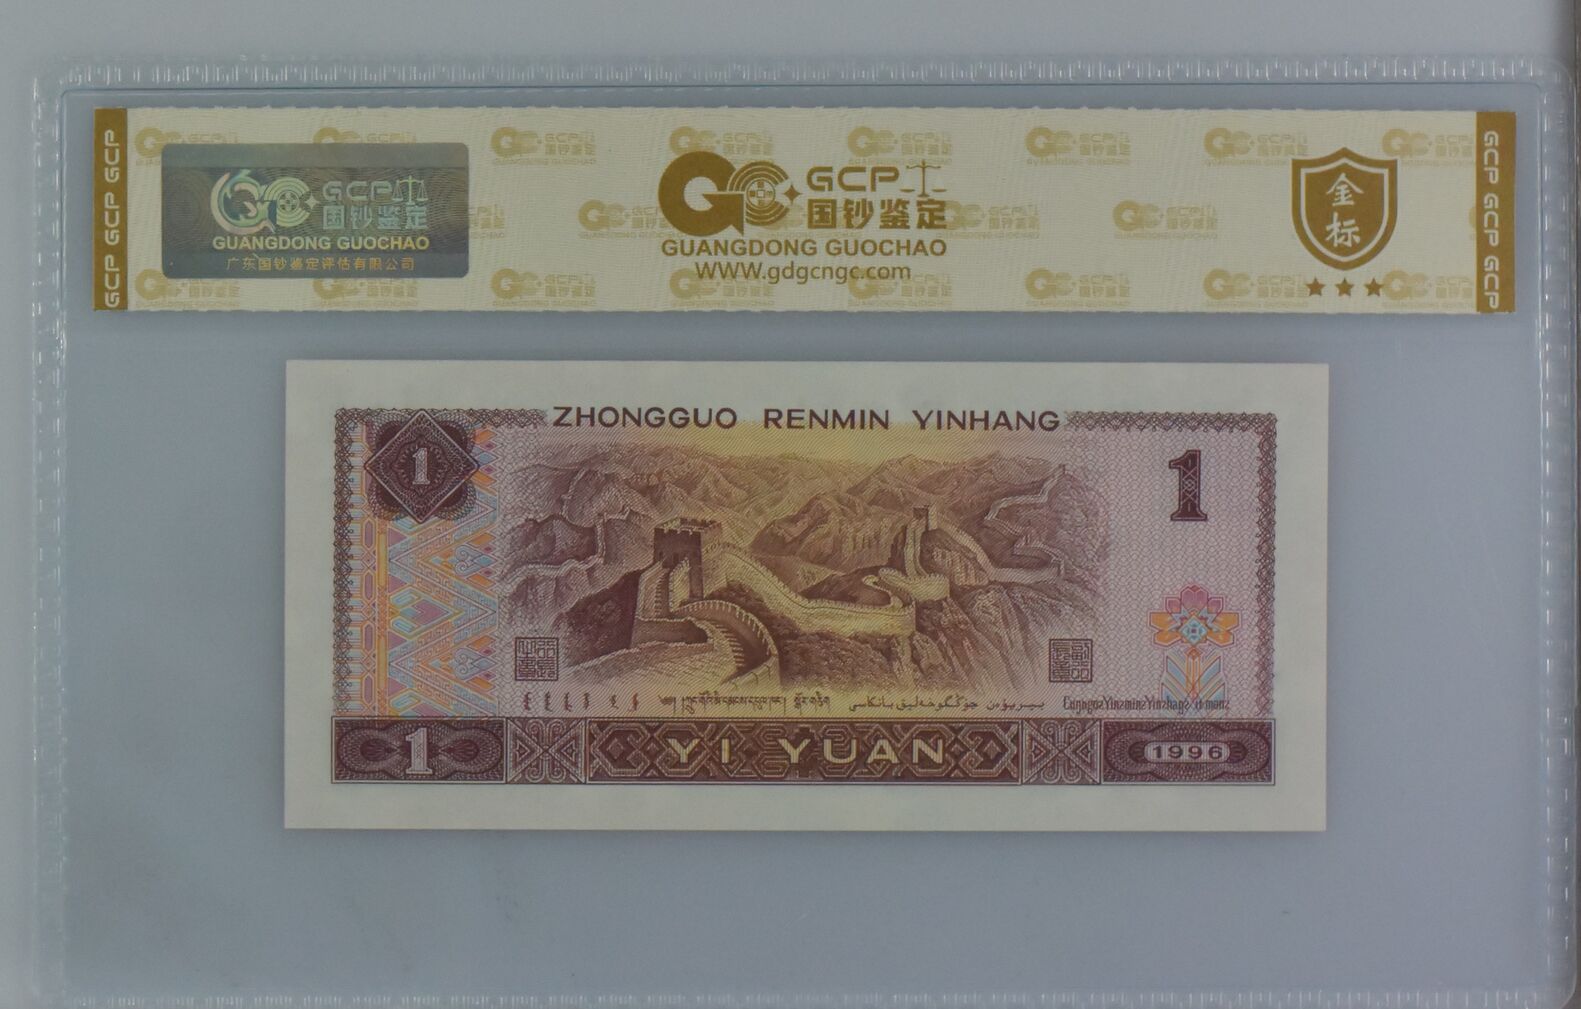 GCP GCP GCP
GCP 国钞鉴定
GUANGDONG GUOCHAO
广东国钞鉴定评估有限公司
GCP
国钞鉴定
GUANGDONG GUOCHAO
WWW.gdgcngc.com
金标
GCP GCP GCP
ZHONGGUO RENMIN YINHANG
1
1
1 YI YUAN 1996